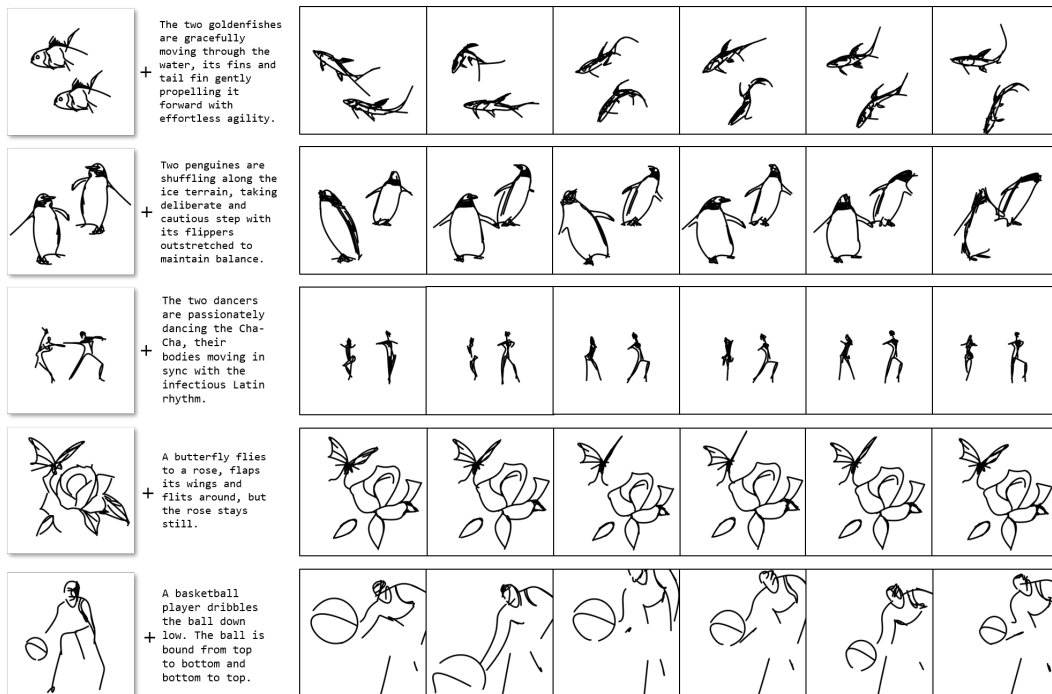 The two goldenfishes
are gracefully
moving through the
water, its fins and
tail fin gently
propelling it
forward with
effortless agility.
+
Two penguines are
shuffling along the
ice terrain, taking
deliberate and
cautious step with
its flippers
outstretched to
maintain balance.
+
The two dancers
are passionately
dancing the Cha-
Cha, their
bodies moving in
sync with the
infectious Latin
rhythm.
+
A butterfly flies
to a rose, flaps
its wings and
flits around, but
the rose stays
still.
+
A basketball
player dribbles
the ball down
low. The ball is
bound from top
to bottom and
bottom to top.
+